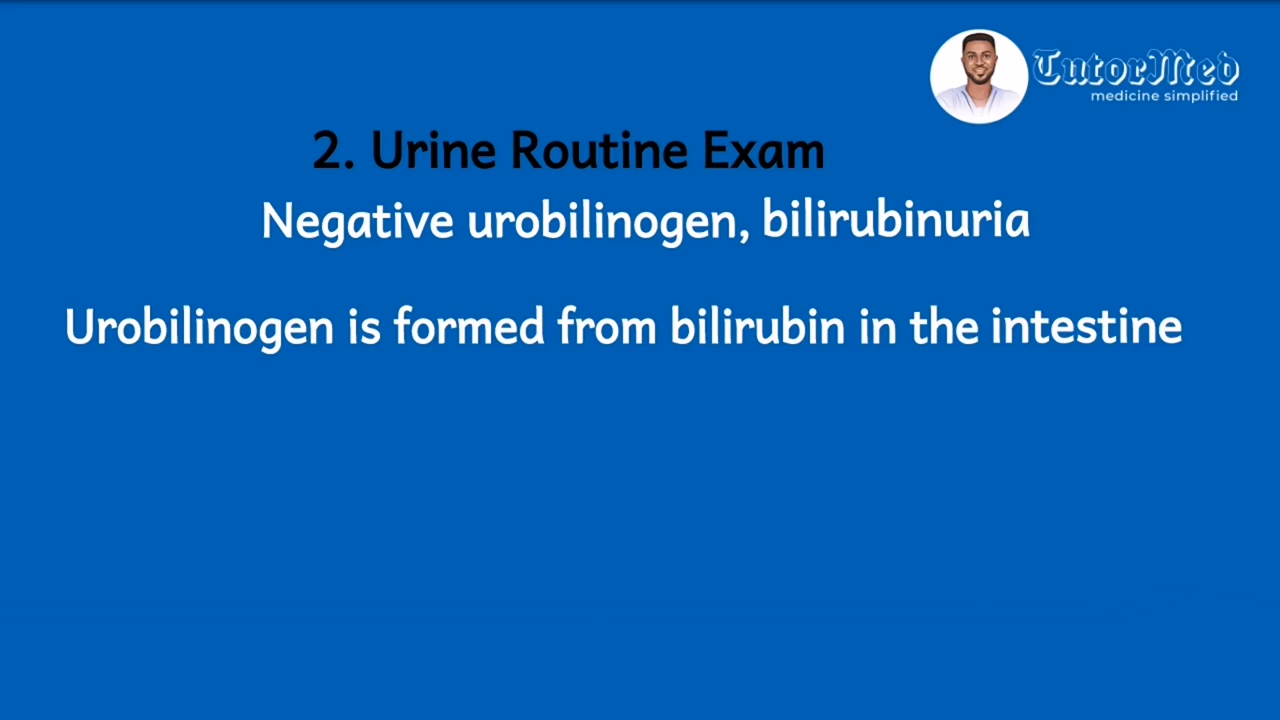 TutorMed
medicine simplified
2. Urine Routine Exam
Negative urobilinogen, bilirubinuria
Urobilinogen is formed from bilirubin in the intestine